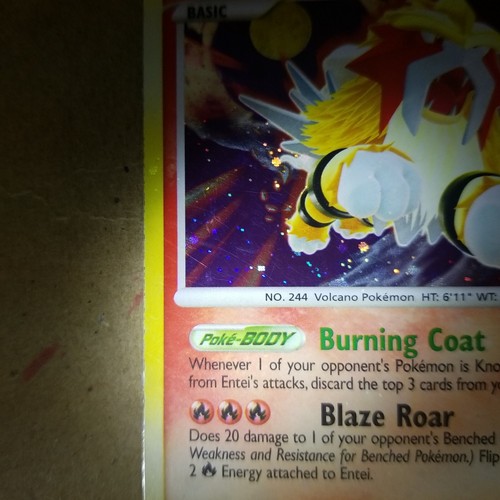 BASIC
NO. 244 Volcano Pokémon HT: 6'11" WT:
Poké-BODY Burning Coat
Whenever 1 of your opponent's Pokémon is Kno
from Entei's attacks, discard the top 3 cards from y
Blaze Roar
Does 20 damage to 1 of your opponent's Benched
Weakness and Resistance for Benched Pokémon.) Flip
2 Energy attached to Entei.